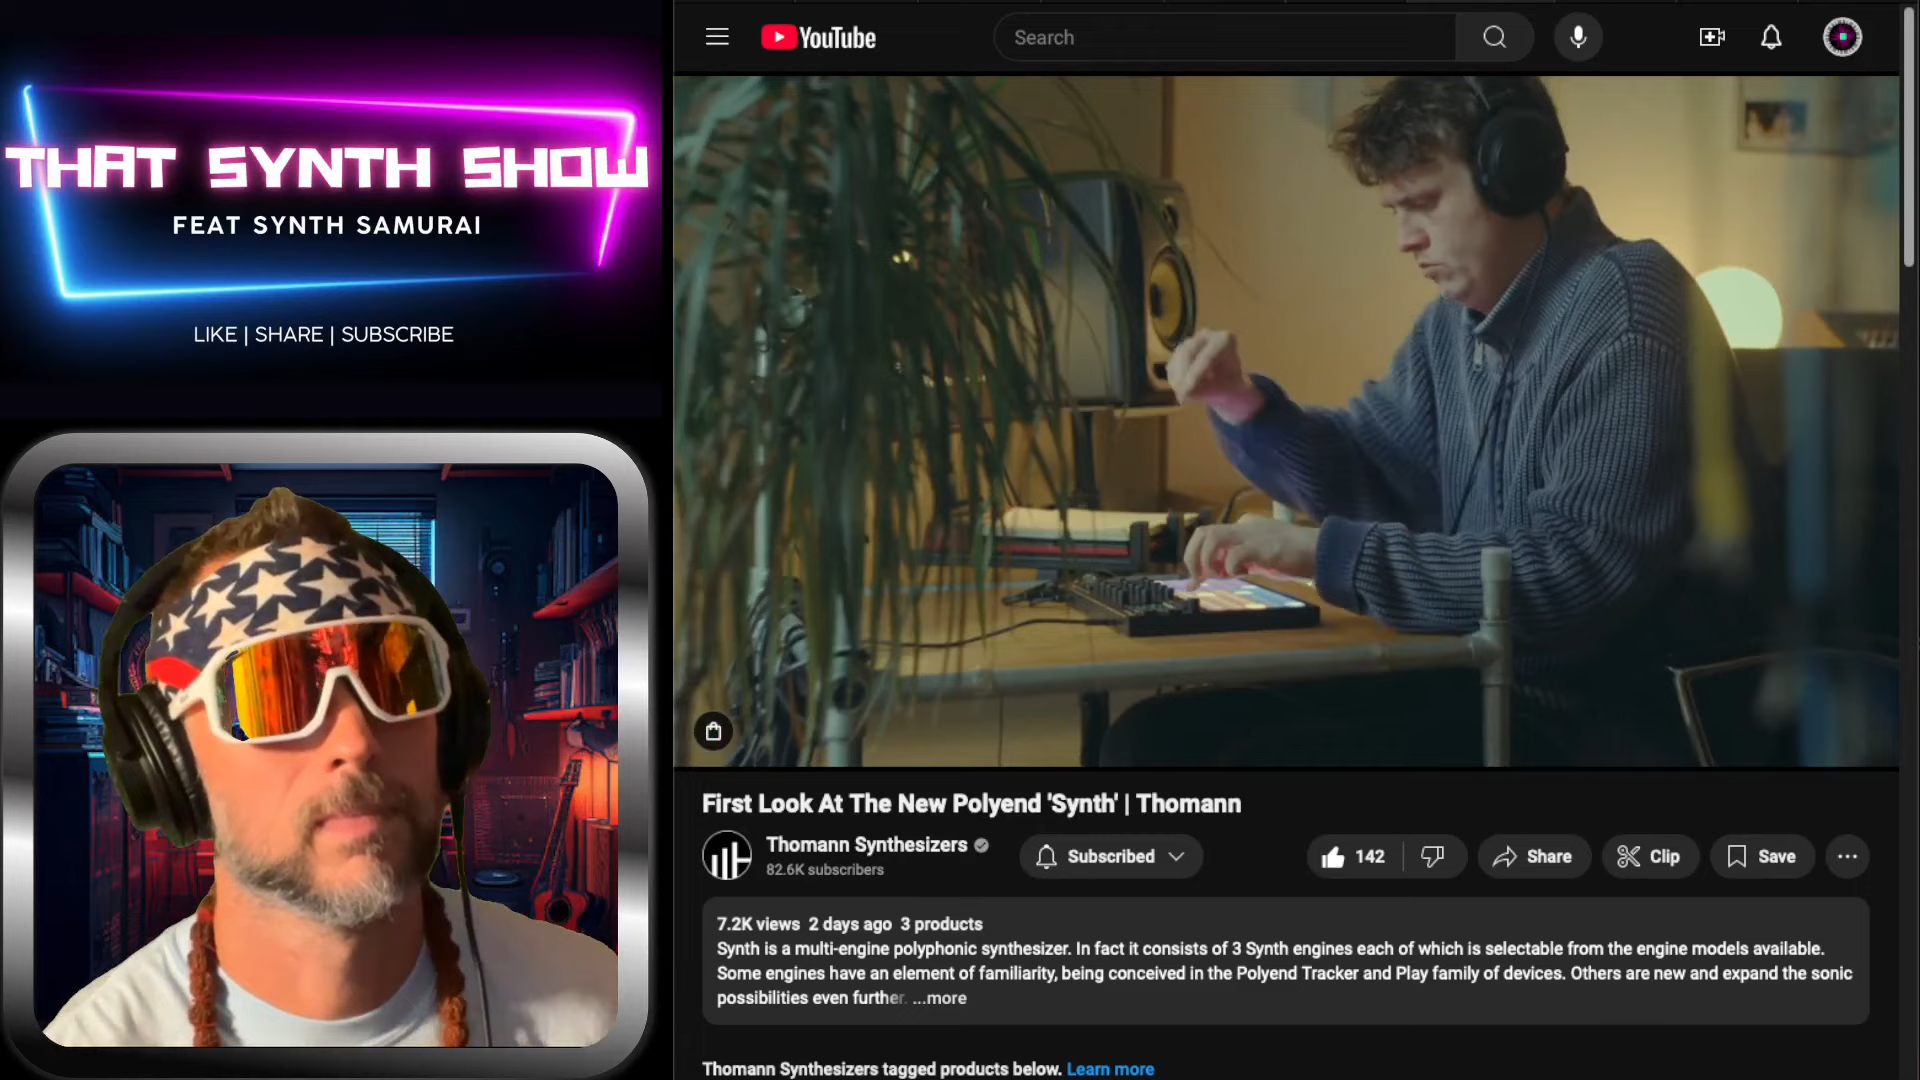 THAT SYNTH SHOW
FEAT SYNTH SAMURAI
LIKE | SHARE | SUBSCRIBE
YouTube
Search
First Look At The New Polyend 'Synth' | Thomann
Thomann Synthesizers
82.6K subscribers
Subscribed
142
Share
Clip
Save
7.2K views 2 days ago 3 products
Synth is a multi-engine polyphonic synthesizer. In fact it consists of 3 Synth engines each of which is selectable from the engine models available.
Some engines have an element of familiarity, being conceived in the Polyend Tracker and Play family of devices. Others are new and expand the sonic
possibilities even further. ...more
Thomann Synthesizers tagged products below. Learn more